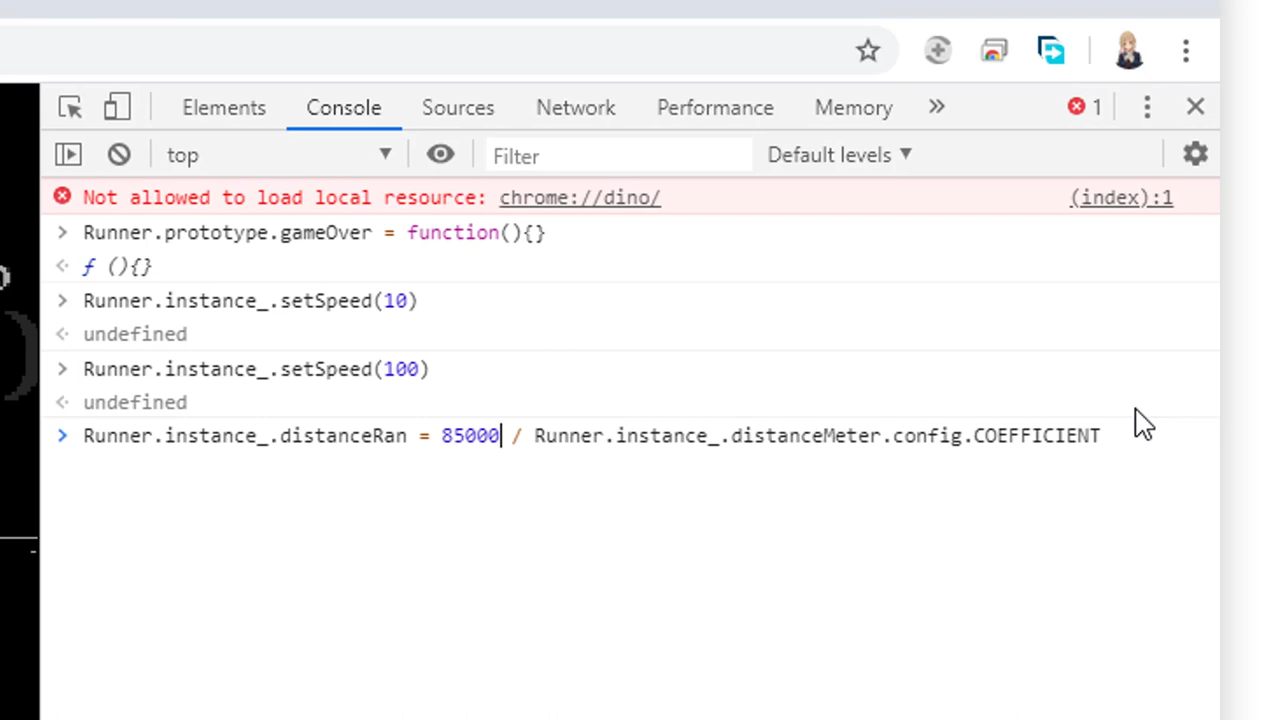 Elements Console Sources Network Performance Memory » 1
top Filter Default levels
Not allowed to load local resource: chrome://dino/ (index):1
> Runner.prototype.gameOver = function(){}
ƒ (){}
> Runner.instance_.setSpeed(10)
undefined
> Runner.instance_.setSpeed(100)
undefined
> Runner.instance_.distanceRan = 85000 / Runner.instance_.distanceMeter.config.COEFFICIENT